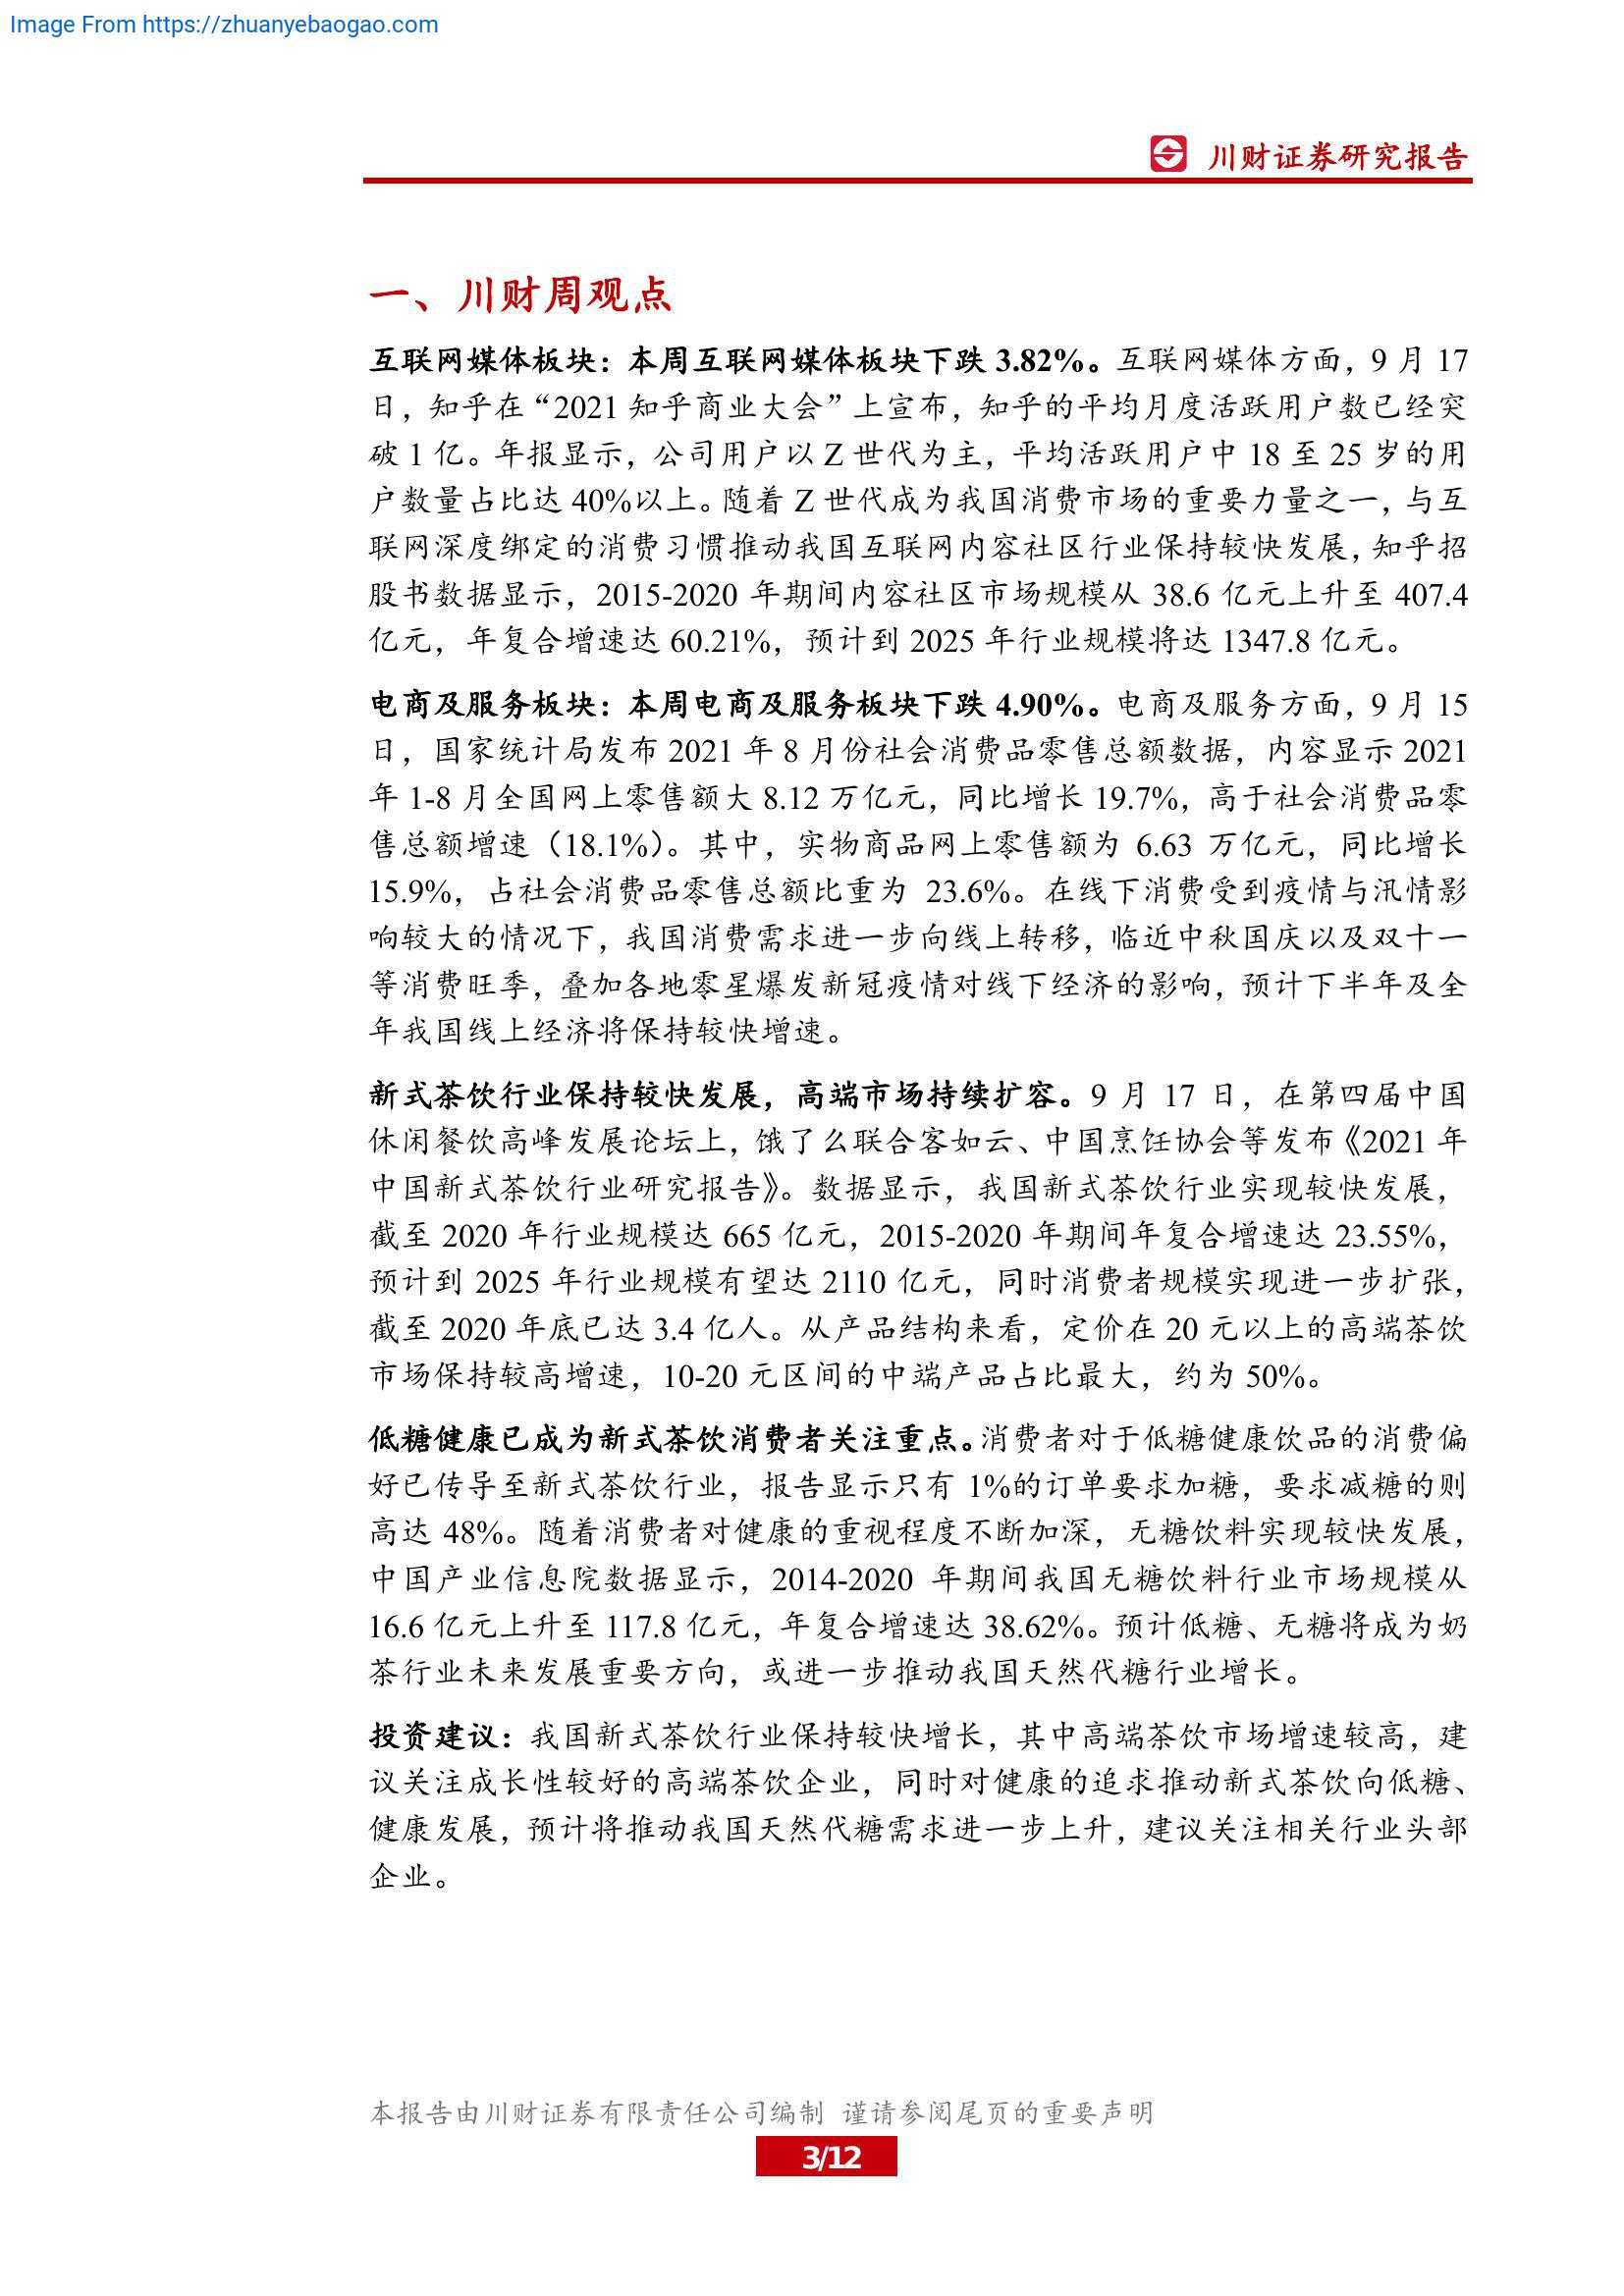 Image From https://zhuanyebaogao.com
川财证券研究报告
一、川财周观点
互联网媒体板块：本周互联网媒体板块下跌 3.82%。互联网媒体方面，9 月 17
日，知乎在“2021 知乎商业大会”上宣布，知乎的平均月度活跃用户数已经突
破 1 亿。年报显示，公司用户以 Z 世代为主，平均活跃用户中 18 至 25 岁的用
户数量占比达 40%以上。随着 Z 世代成为我国消费市场的重要力量之一，与互
联网深度绑定的消费习惯推动我国互联网内容社区行业保持较快发展，知乎招
股书数据显示，2015-2020 年期间内容社区市场规模从 38.6 亿元上升至 407.4
亿元，年复合增速达 60.21%，预计到 2025 年行业规模将达 1347.8 亿元。
电商及服务板块：本周电商及服务板块下跌 4.90%。电商及服务方面，9 月 15
日，国家统计局发布 2021 年 8 月份社会消费品零售总额数据，内容显示 2021
年 1-8 月全国网上零售额大 8.12 万亿元，同比增长 19.7%，高于社会消费品零
售总额增速（18.1%）。其中，实物商品网上零售额为 6.63 万亿元，同比增长
15.9%，占社会消费品零售总额比重为 23.6%。在线下消费受到疫情与汛情影
响较大的情况下，我国消费需求进一步向线上转移，临近中秋国庆以及双十一
等消费旺季，叠加各地零星爆发新冠疫情对线下经济的影响，预计下半年及全
年我国线上经济将保持较快增速。
新式茶饮行业保持较快发展，高端市场持续扩容。9 月 17 日，在第四届中国
休闲餐饮高峰发展论坛上，饿了么联合客如云、中国烹饪协会等发布《2021 年
中国新式茶饮行业研究报告》。数据显示，我国新式茶饮行业实现较快发展，
截至 2020 年行业规模达 665 亿元，2015-2020 年期间年复合增速达 23.55%，
预计到 2025 年行业规模有望达 2110 亿元，同时消费者规模实现进一步扩张，
截至 2020 年底已达 3.4 亿人。从产品结构来看，定价在 20 元以上的高端茶饮
市场保持较高增速，10-20 元区间的中端产品占比最大，约为 50%。
低糖健康已成为新式茶饮消费者关注重点。消费者对于低糖健康饮品的消费偏
好已传导至新式茶饮行业，报告显示只有 1%的订单要求加糖，要求减糖的则
高达 48%。随着消费者对健康的重视程度不断加深，无糖饮料实现较快发展，
中国产业信息院数据显示，2014-2020 年期间我国无糖饮料行业市场规模从
16.6 亿元上升至 117.8 亿元，年复合增速达 38.62%。预计低糖、无糖将成为奶
茶行业未来发展重要方向，或进一步推动我国天然代糖行业增长。
投资建议：我国新式茶饮行业保持较快增长，其中高端茶饮市场增速较高，建
议关注成长性较好的高端茶饮企业，同时对健康的追求推动新式茶饮向低糖、
健康发展，预计将推动我国天然代糖需求进一步上升，建议关注相关行业头部
企业。
本报告由川财证券有限责任公司编制 谨请参阅尾页的重要声明
3/12